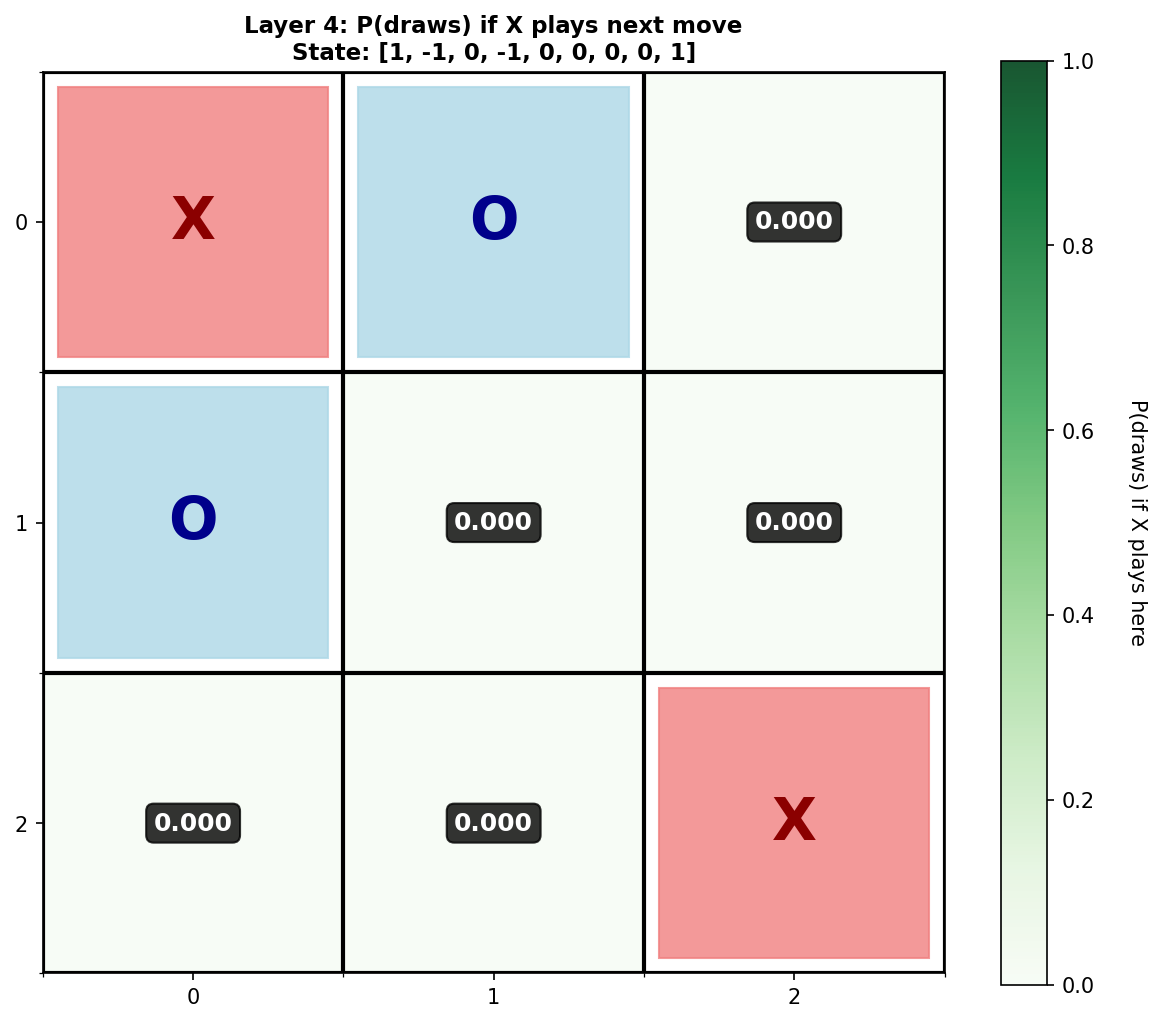 Layer 4: P(draws) if X plays next move
State: [1, -1, 0, -1, 0, 0, 0, 0, 1]
0
X
O
0.000
1
O
0.000
0.000
2
0.000
0.000
X
0
1
2
1.0
0.8
0.6
0.4
0.2
0.0
P(draws) if X plays here